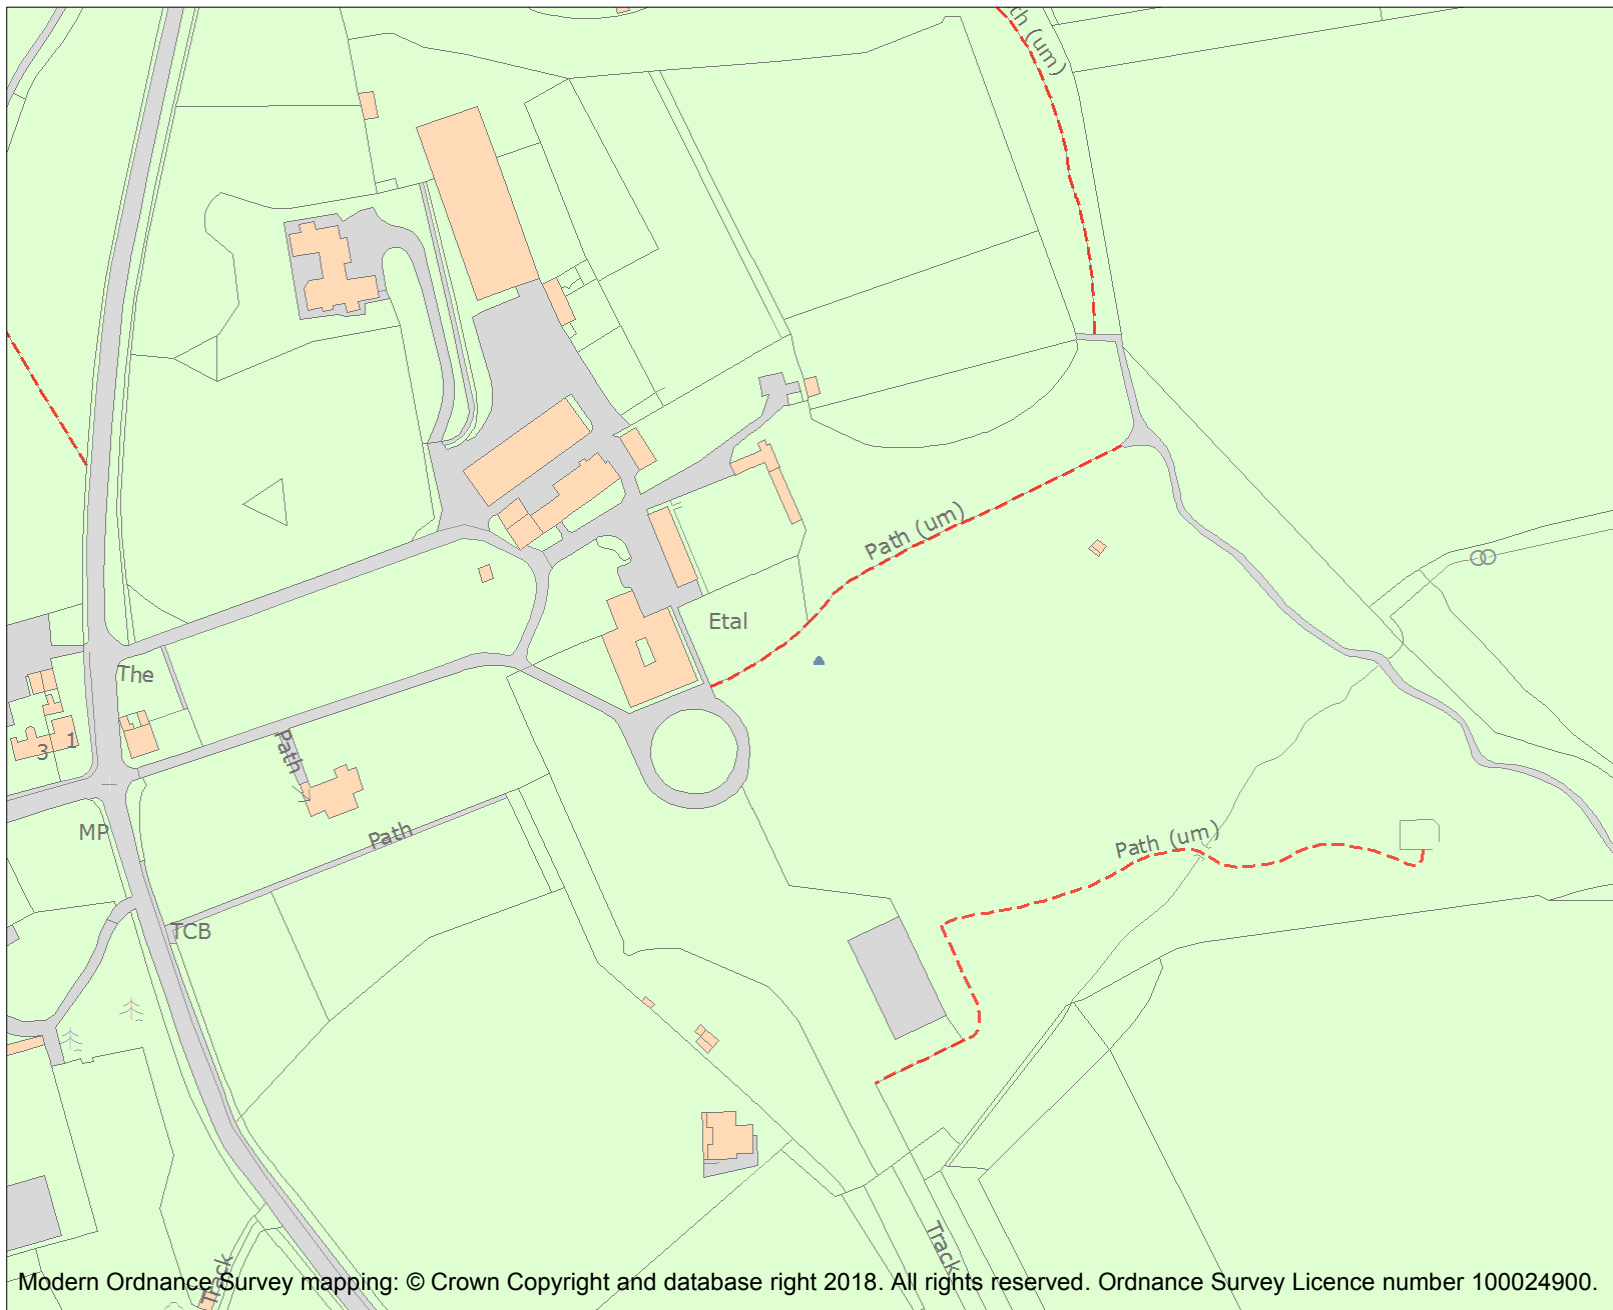 th (um)
Path (um)
Etal
The
3
1
Path
MP
Path
Path (um)
TCB
Track
Track
Modern Ordnance Survey mapping: © Crown Copyright and database right 2018. All rights reserved. Ordnance Survey Licence number 100024900.